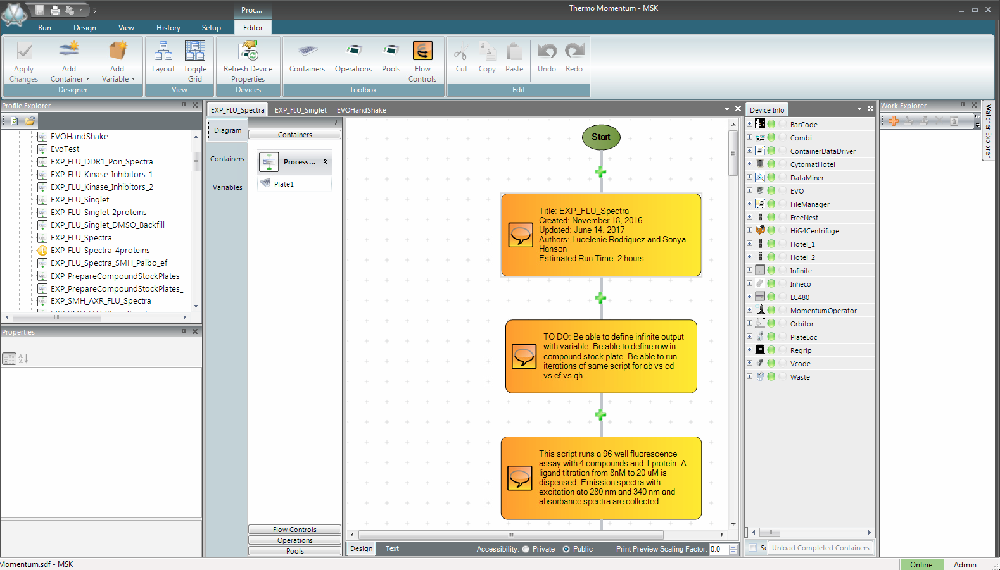 Proc...
Thermo Momentum - MSK
Run
Design
View
History
Setup
Editor
Apply
Changes
Add
Container
Add
Variable
Designer
Layout
Toggle
Grid
View
Refresh Device
Properties
Devices
Containers
Operations
Pools
Flow
Controls
Toolbox
Cut
Copy
Paste
Undo
Redo
Edit
Profile Explorer
EVOHandShake
EvoTest
EXP_FLU_DDR1_Pon_Spectra
EXP_FLU_Kinase_Inhibitors_1
EXP_FLU_Kinase_Inhibitors_2
EXP_FLU_Singlet
EXP_FLU_Singlet_2proteins
EXP_FLU_Singlet_DMSO_Backfill
EXP_FLU_Spectra
EXP_FLU_Spectra_4proteins
EXP_FLU_Spectra_SMH_Palbo_ef
EXP_PrepareCompoundStockPlates_
EXP_PrepareCompoundStockPlates_
EXP_SMH_AXR_FLU_Spectra
Properties
EXP_FLU_Spectra
EXP_FLU_Singlet
EVOHandShake
Diagram
Containers
Variables
Containers
Process...
Plate1
Flow Controls
Operations
Pools
Start
Title: EXP_FLU_Spectra
Created: November 18, 2016
Updated: June 14, 2017
Authors: Lucelenie Rodriguez and Sonya
Hanson
Estimated Run Time: 2 hours
TO DO: Be able to define infinite output
with variable. Be able to define row in
compound stock plate. Be able to run
iterations of same script for ab vs cd
vs ef vs gh.
This script runs a 96-well fluorescence
assay with 4 compounds and 1 protein. A
ligand titration from 8nM to 20 uM is
dispensed. Emission spectra with
excitation ato 280 nm and 340 nm and
absorbance spectra are collected.
Design
Text
Accessibility:
Private
Public
Print Preview Scaling Factor:
0.0
Device Info
BarCode
Combi
ContainerDataDriver
CytomatHotel
DataMiner
EVO
FileManager
FreeNest
HiG4Centrifuge
Hotel_1
Hotel_2
Infinite
Inheco
LC480
MomentumOperator
Orbitor
PlateLoc
Regrip
Vcode
Waste
Se
Unload Completed Containers
Work Explorer
Watcher Explorer
Momentum.sdf - MSK
Online
Admin